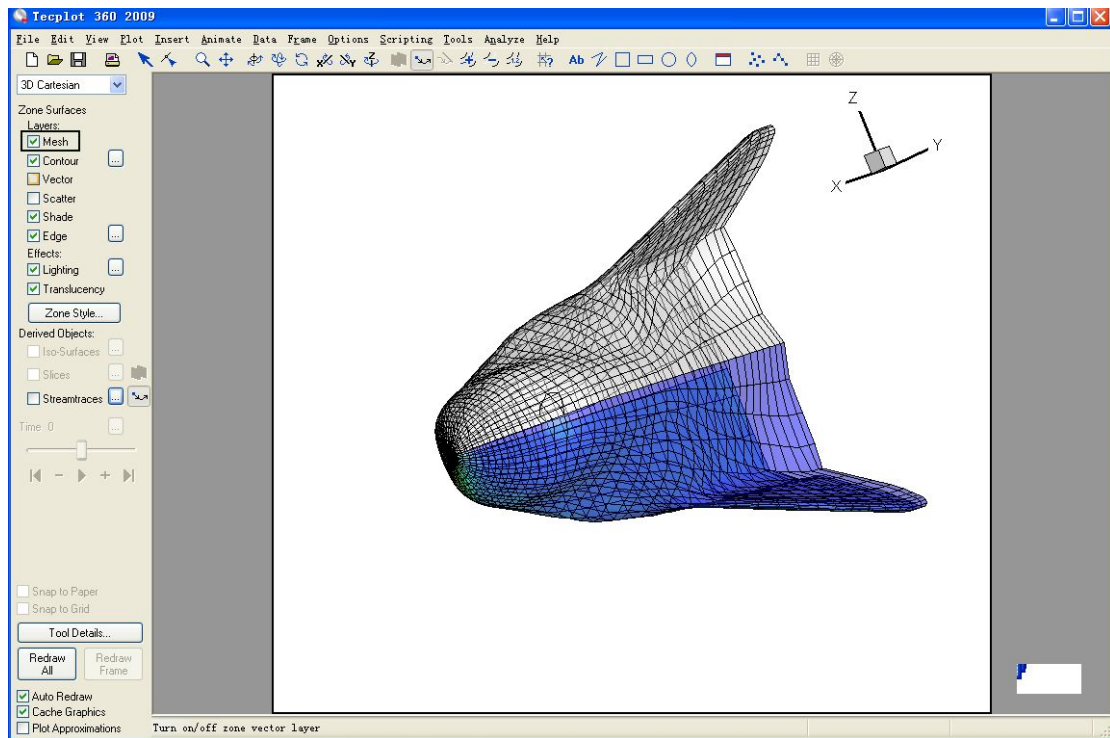 Tecplot 360 2009
File Edit View Plot Insert Animate Data Frame Options Scripting Tools Analyze Help
Ab
3D Cartesian
Zone Surfaces
Layers:
Mesh
Contour ...
Vector
Scatter
Shade
Edge ...
Effects:
Lighting ...
Translucency
Zone Style...
Derived Objects:
Iso-Surfaces ...
Slices ...
Streamtraces ...
Time 0 ...
Snap to Paper
Snap to Grid
Tool Details...
Redraw All
Redraw Frame
Auto Redraw
Cache Graphics
Plot Approximations
Z
Y
X
Turn on/off zone vector layer